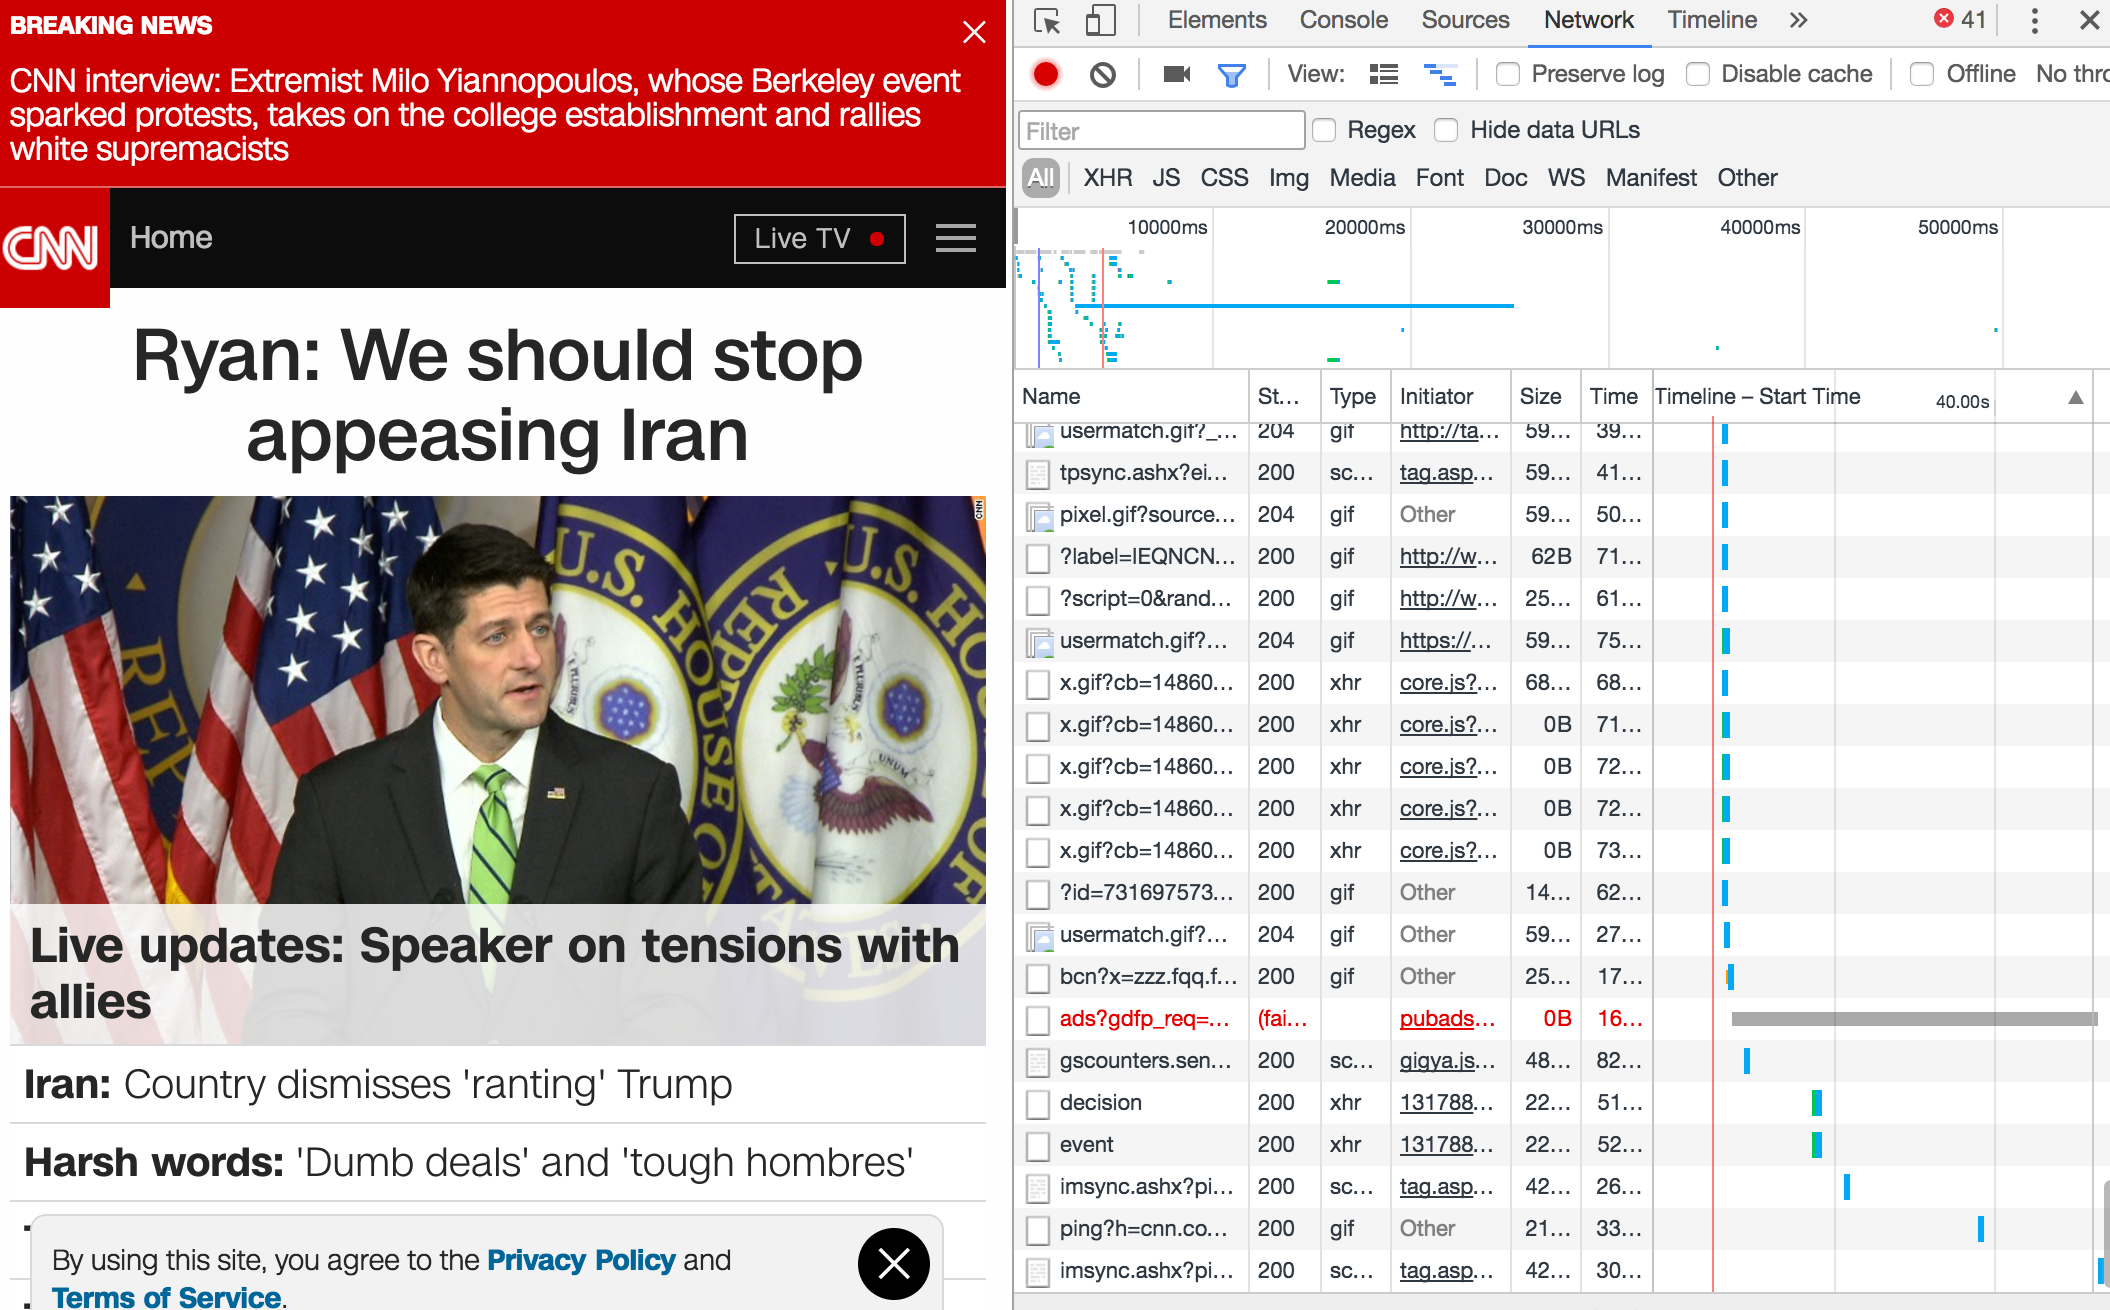 BREAKING NEWS
CNN interview: Extremist Milo Yiannopoulos, whose Berkeley event
sparked protests, takes on the college establishment and rallies
white supremacists
CNN
Home
Live TV
Ryan: We should stop
appeasing Iran
CNN
U.S. HOUSE
REPU
U.S. HO
Live updates: Speaker on tensions with
allies
Iran: Country dismisses 'ranting' Trump
Harsh words: 'Dumb deals' and 'tough hombres'
By using this site, you agree to the Privacy Policy and
Terms of Service.
Elements Console Sources Network Timeline » 41
View: Preserve log Disable cache Offline No thro
Filter Regex Hide data URLs
All XHR JS CSS Img Media Font Doc WS Manifest Other
10000ms 20000ms 30000ms 40000ms 50000ms
Name St... Type Initiator Size Time Timeline – Start Time 40.00s
usermatch.gif?_... 204 gif http://ta... 59... 39...
tpsync.ashx?ei... 200 sc... tag.asp... 59... 41...
pixel.gif?source... 204 gif Other 59... 50...
?label=IEQNCN... 200 gif http://w... 62B 71...
?script=0&rand... 200 gif http://w... 25... 61...
usermatch.gif?... 204 gif https://... 59... 75...
x.gif?cb=14860... 200 xhr core.js?... 68... 68...
x.gif?cb=14860... 200 xhr core.js?... 0B 71...
x.gif?cb=14860... 200 xhr core.js?... 0B 72...
x.gif?cb=14860... 200 xhr core.js?... 0B 72...
x.gif?cb=14860... 200 xhr core.js?... 0B 73...
?id=731697573... 200 gif Other 14... 62...
usermatch.gif?... 204 gif Other 59... 27...
bcn?x=zzz.fqq.f... 200 gif Other 25... 17...
ads?gdfp_req=... (fai... pubads... 0B 16...
gscounters.sen... 200 sc... gigya.js... 48... 82...
decision 200 xhr 131788... 22... 51...
event 200 xhr 131788... 22... 52...
imsync.ashx?pi... 200 sc... tag.asp... 42... 26...
ping?h=cnn.co... 200 gif Other 21... 33...
imsync.ashx?pi... 200 sc... tag.asp... 42... 30...